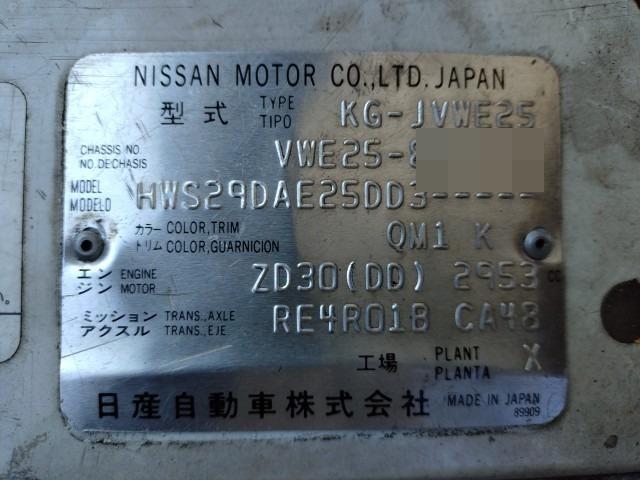 NISSAN MOTOR CO.,LTD. JAPAN
型式 TYPE TIPO KG-JVWE25
CHASSIS NO. NO.DECHASIS VWE25-
MODEL MODELO HWS29DAE25DD3-----
カラー COLOR,TRIM
トリム COLOR,GUARNICION QM1 K
エン ENGINE
ジン MOTOR ZD30(DD) 2953 CC
ミッション TRANS.,AXLE
アクスル TRANS.,EJE RE4R01B CA48
工場 PLANT PLANTA X
日産自動車株式会社 MADE IN JAPAN
89909